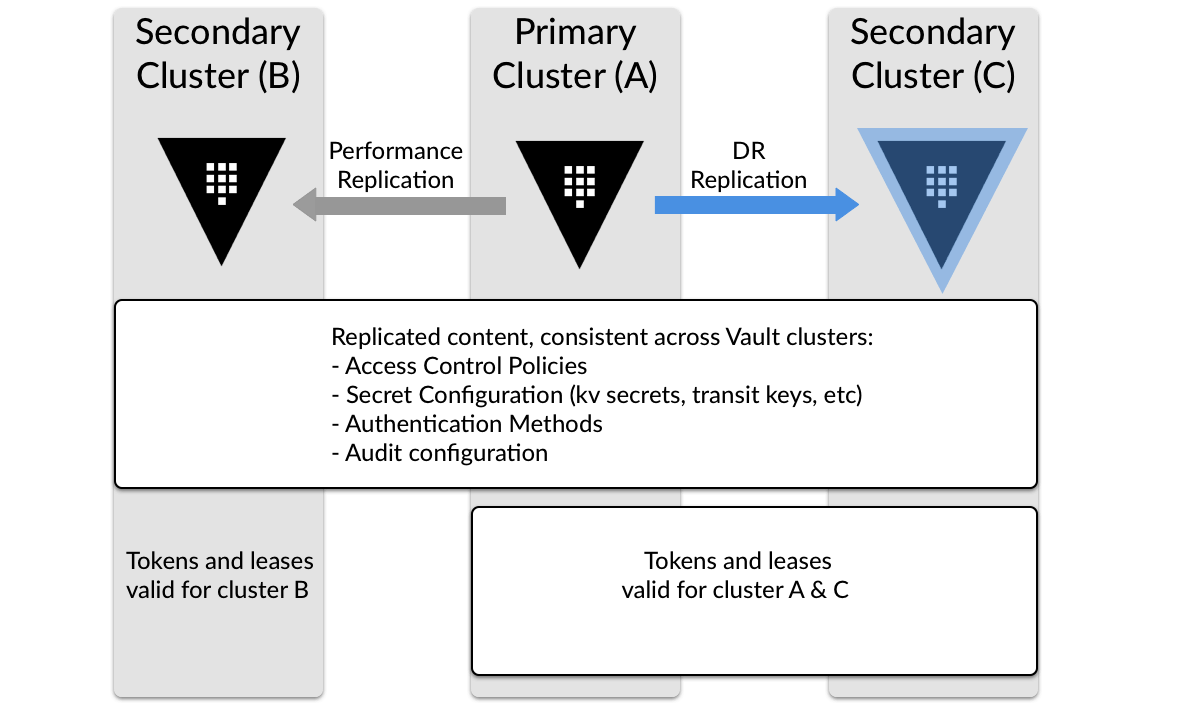 Secondary
Cluster (B)
Primary
Cluster (A)
Secondary
Cluster (C)
Performance
Replication
DR
Replication
Replicated content, consistent across Vault clusters:
- Access Control Policies
- Secret Configuration (kv secrets, transit keys, etc)
- Authentication Methods
- Audit configuration
Tokens and leases
valid for cluster B
Tokens and leases
valid for cluster A & C